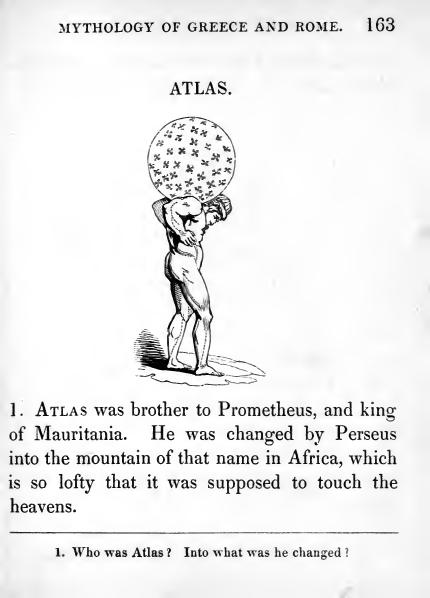 MYTHOLOGY OF GREECE AND ROME. 163
ATLAS.
1. ATLAS was brother to Prometheus, and king
of Mauritania. He was changed by Perseus
into the mountain of that name in Africa, which
is so lofty that it was supposed to touch the
heavens.
1. Who was Atlas? Into what was he changed?